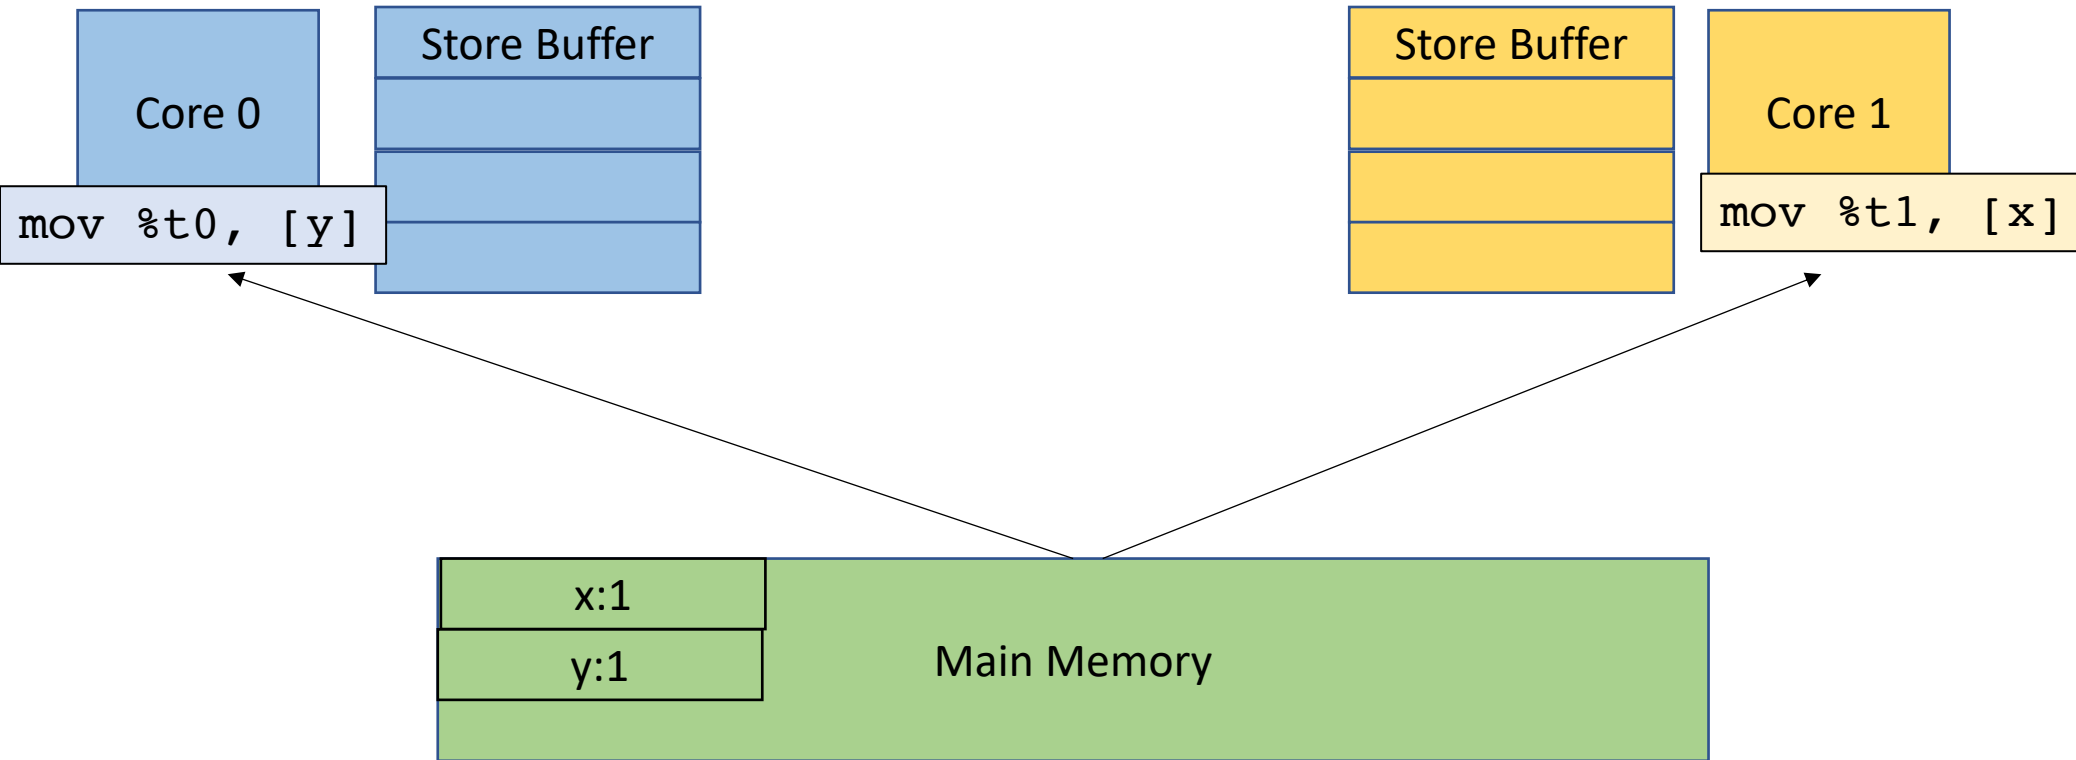 Core 0
Store Buffer
Store Buffer
Core 1
mov %t0, [y]
mov %t1, [x]
x:1
y:1
Main Memory